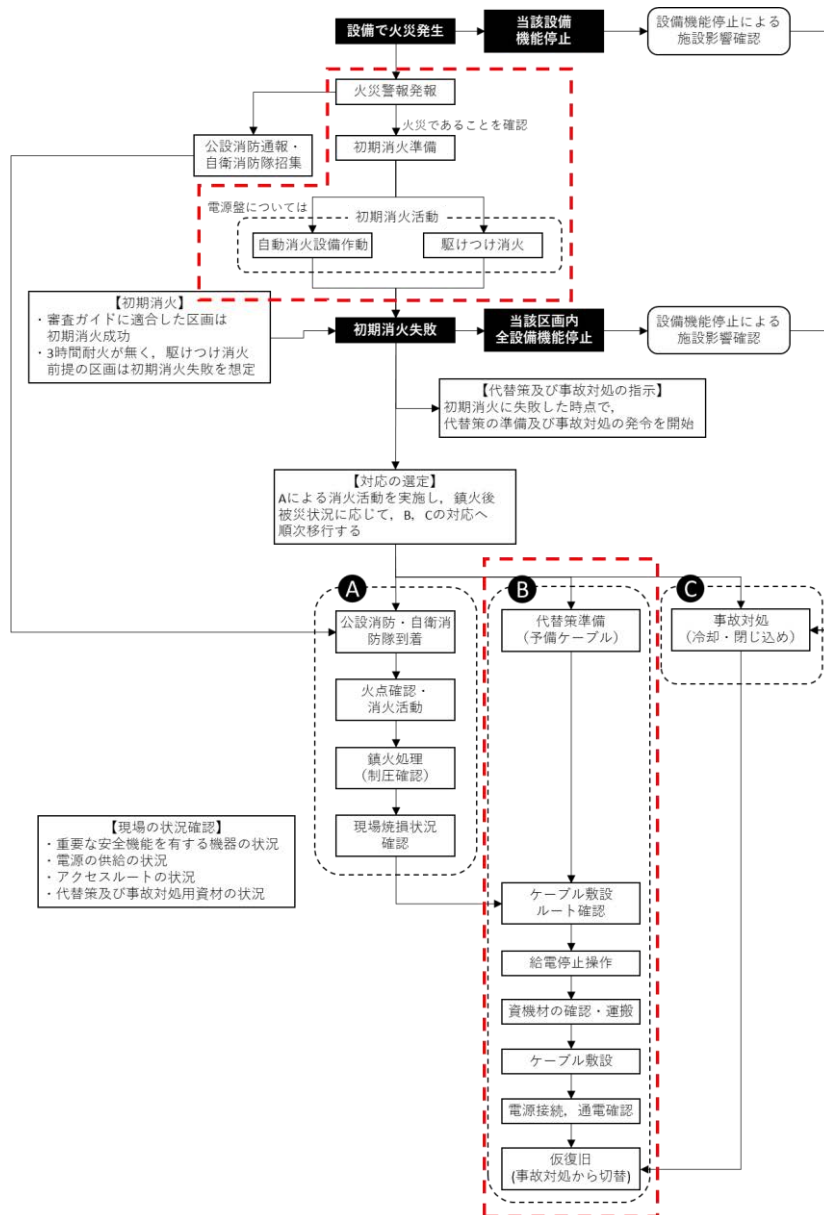 設備で火災発生
当該設備
機能停止
設備機能停止による
施設影響確認
火災警報発報
火災であることを確認
公設消防通報・
自衛消防隊招集
初期消火準備
電源盤については
初期消火活動
自動消火設備作動
駆けつけ消火
【初期消火】
・審査ガイドに適合した区画は
初期消火成功
・3時間耐火が無く，駆けつけ消火
前提の区画は初期消火失敗を想定
初期消火失敗
当該区画内
全設備機能停止
設備機能停止による
施設影響確認
【代替策及び事故対処の指示】
初期消火に失敗した時点で，
代替策の準備及び事故対処の発令を開始
【対応の選定】
Aによる消火活動を実施し，鎮火後
被災状況に応じて，B，Cの対応へ
順次移行する
A
B
C
公設消防・自衛消
防隊到着
代替策準備
（予備ケーブル）
事故対処
（冷却・閉じ込め）
火点確認・
消火活動
鎮火処理
（制圧確認）
現場焼損状況
確認
【現場の状況確認】
・重要な安全機能を有する機器の状況
・電源の供給の状況
・アクセスルートの状況
・代替策及び事故対処用資材の状況
ケーブル敷設
ルート確認
給電停止操作
資機材の確認・運搬
ケーブル敷設
電源接続，通電確認
仮復旧
(事故対処から切替)